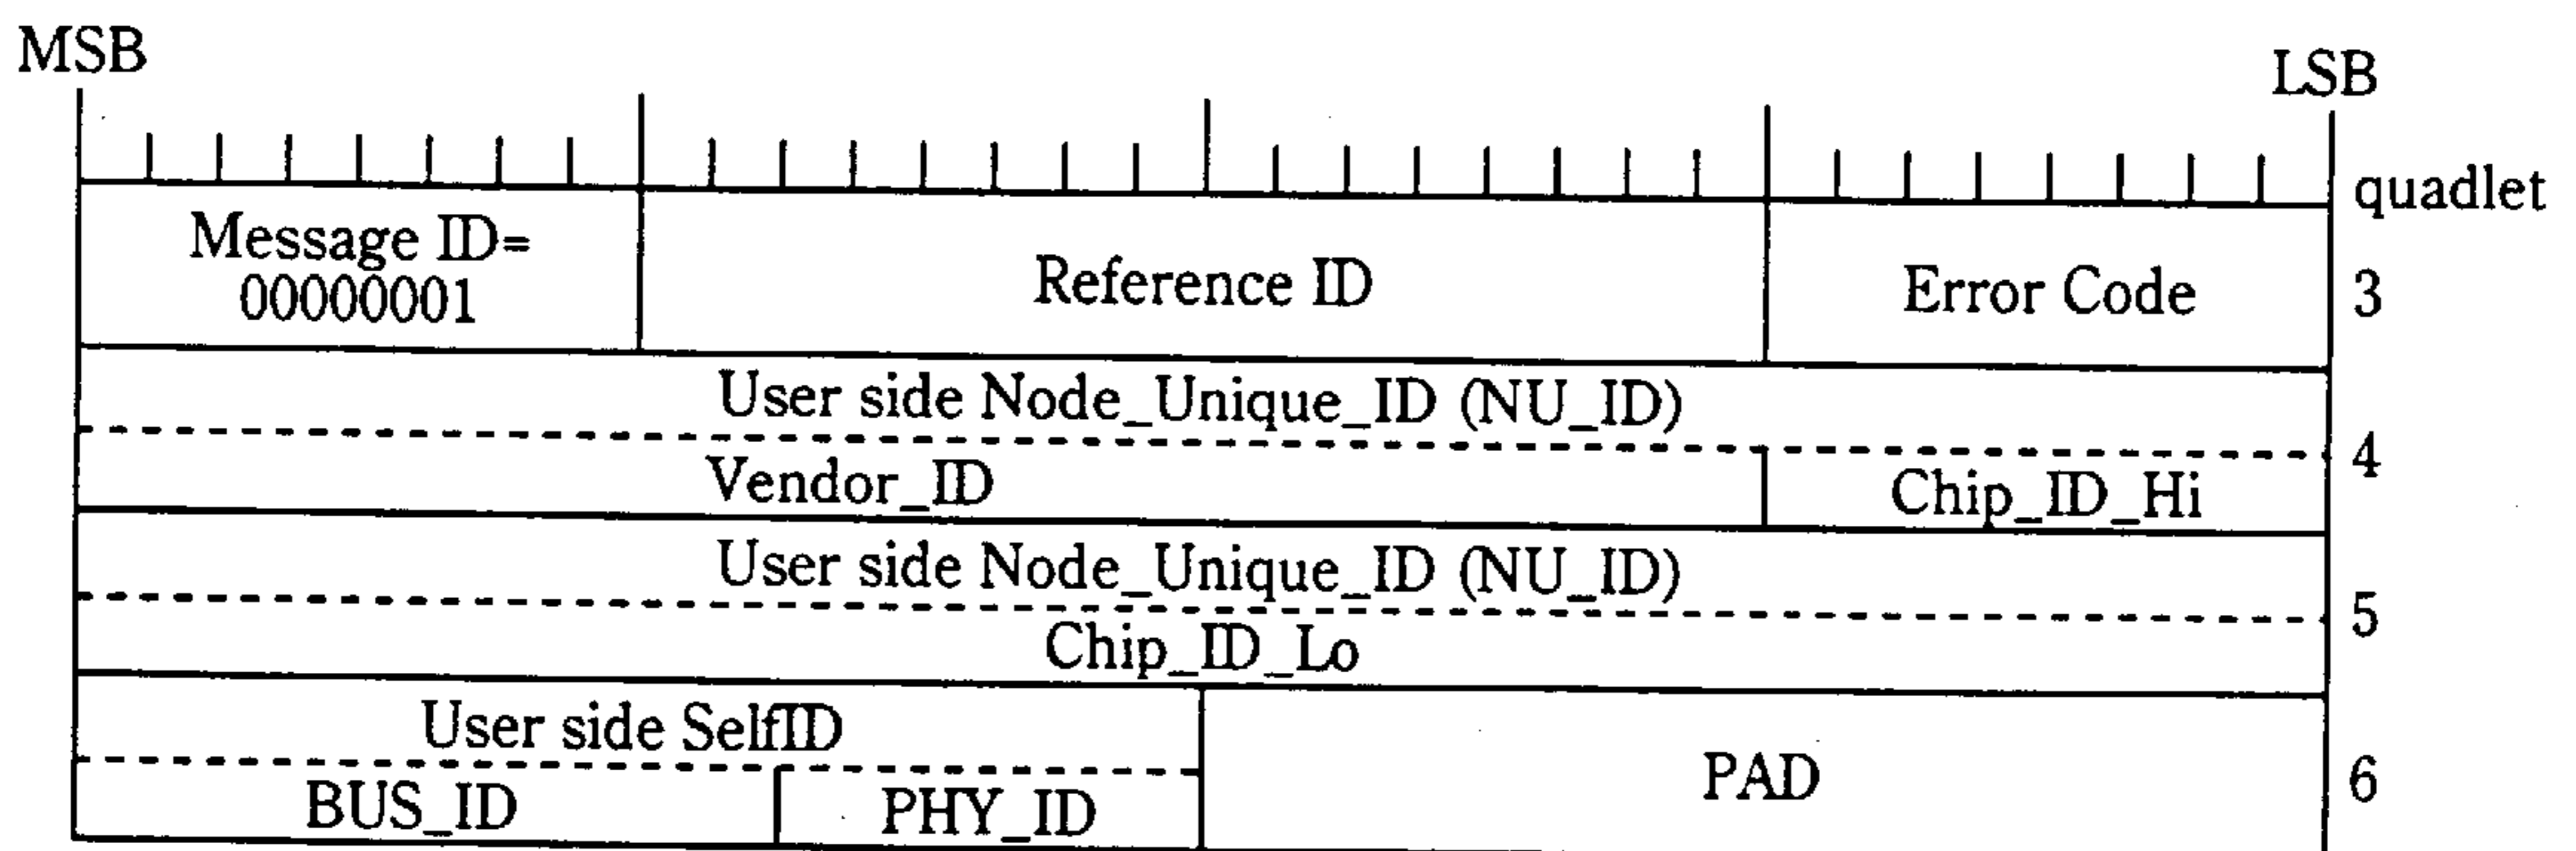 MSB
LSB
quadlet
Message ID=
00000001
Reference ID
Error Code
3
User side Node_Unique_ID (NU_ID)
4
Vendor_ID
Chip_ID_Hi
User side Node_Unique_ID (NU_ID)
5
Chip_ID_Lo
User side SelfID
PAD
6
BUS_ID
PHY_ID